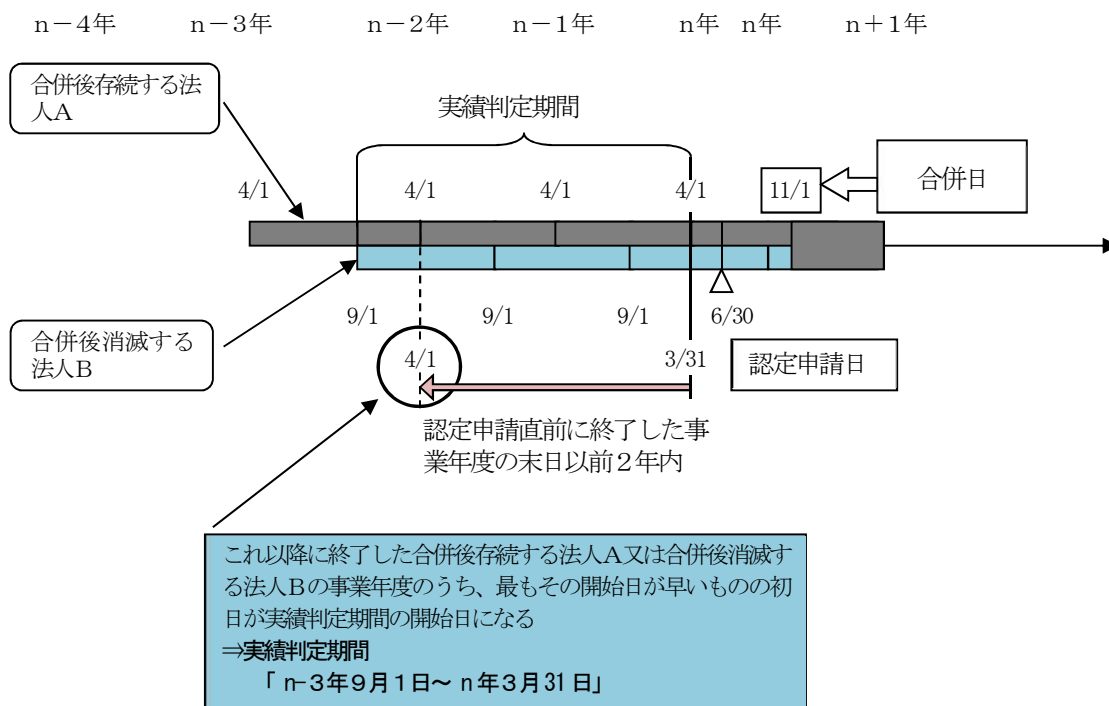 n-4年 n-3年 n-2年 n-1年 n年 n年 n+1年
合併後存続する法
人A
実績判定期間
合併日
4/1 4/1 4/1 4/1 11/1
9/1 9/1 9/1 6/30
合併後消滅する
法人B
4/1 3/31 認定申請日
認定申請直前に終了した事
業年度の末日以前2年内
これ以降に終了した合併後存続する法人A又は合併後消滅す
る法人Bの事業年度のうち、最もその開始日が早いものの初
日が実績判定期間の開始日になる
⇒実績判定期間
「n-3年9月1日~n年3月31日」